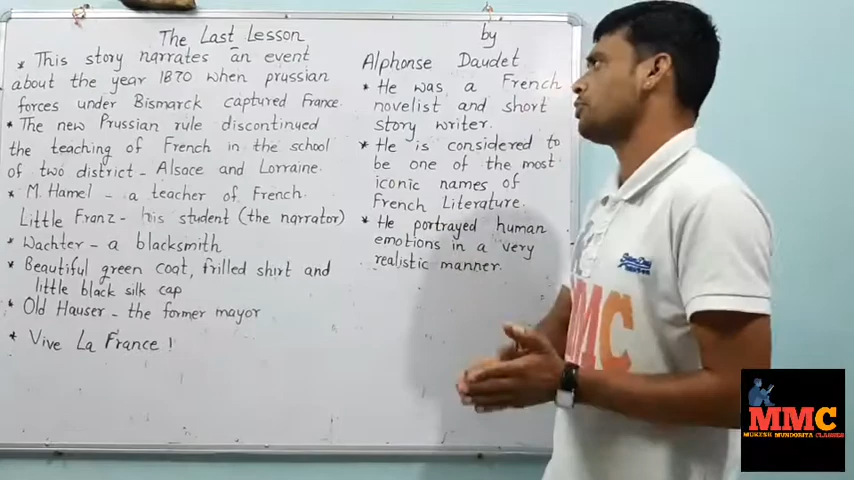 The Last Lesson
* This story narrates an event
about the year 1870 when prussian
forces under Bismarck captured France.
* The new Prussian rule discontinued
the teaching of French in the school
of two district - Alsace and Lorraine.
* M. Hamel - a teacher of French.
Little Franz - his student (the narrator)
* Wachter - a blacksmith
* Beautiful green coat, frilled shirt and
little black silk cap
* Old Hauser - the former mayor
* Vive La France !
by
Alphonse Daudet
* He was a French
novelist and short
story writer.
* He is considered to
be one of the most
iconic names of
French Literature.
* He portrayed human
emotions in a very
realistic manner.
MMC
MMC
MUKESH MUNDOBITA CLASSES